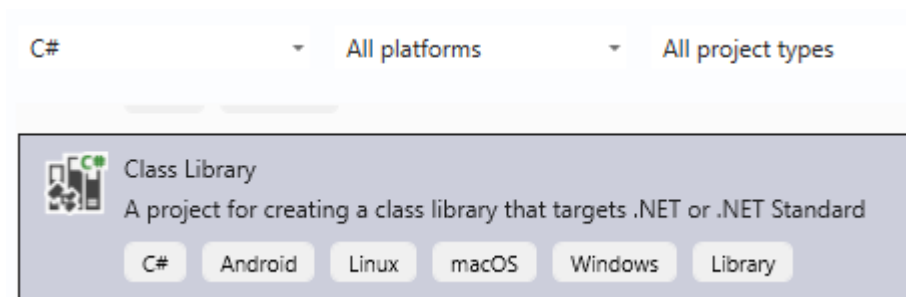 C# All platforms All project types
C#
Class Library
A project for creating a class library that targets .NET or .NET Standard
C# Android Linux macOS Windows Library